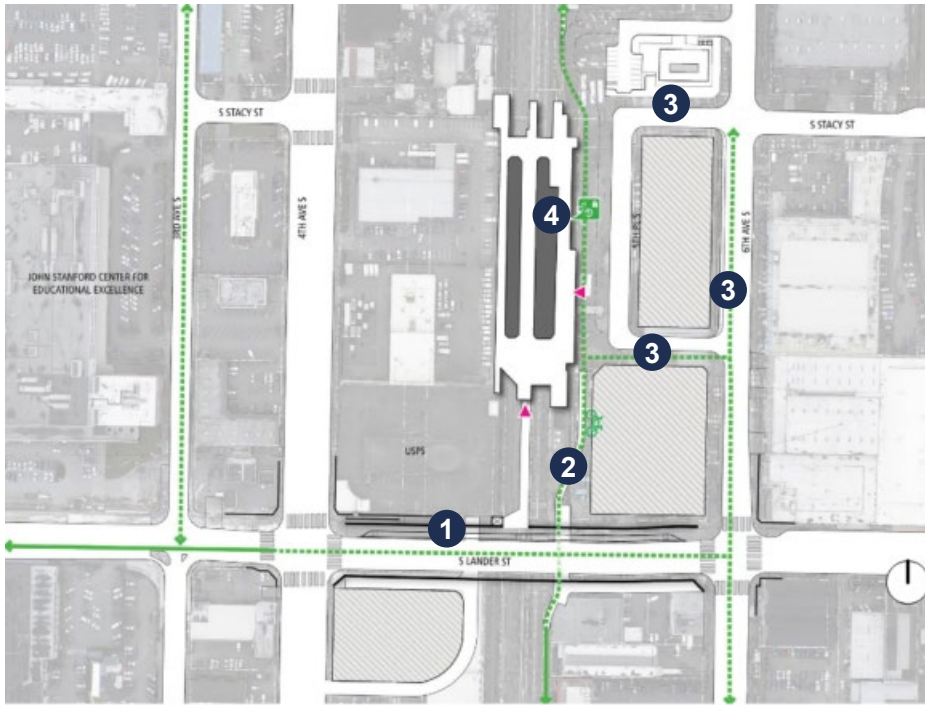 3
S STACY ST
S STACY ST
3RD AVE S
4TH AVE S
4
5TH PL S
6TH AVE S
JOHN STANFORD CENTER FOR
EDUCATIONAL EXCELLENCE
3
3
USPS
2
1
S LANDER ST